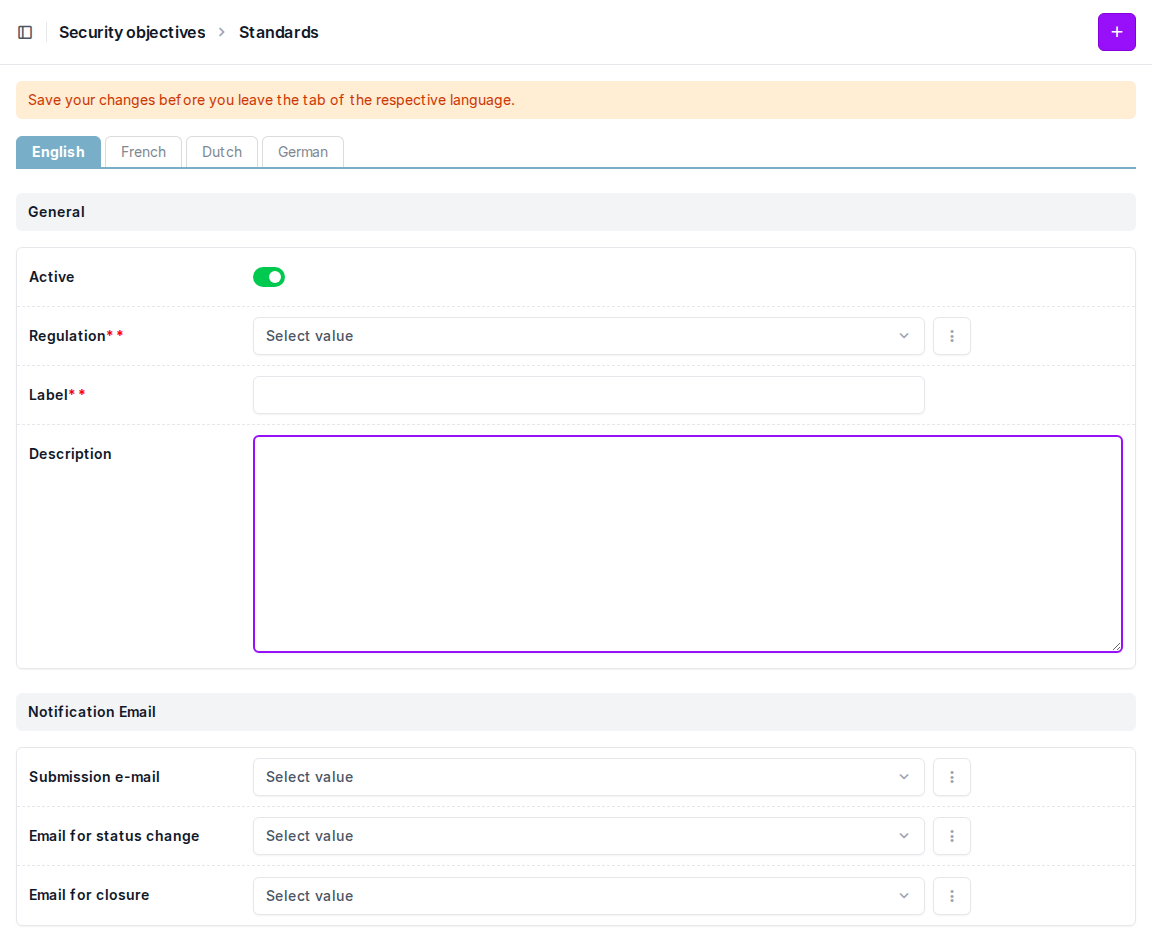 Security objectives > Standards
+
Save your changes before you leave the tab of the respective language.
English French Dutch German
General
Active
Regulation** Select value
Label**
Description
Notification Email
Submission e-mail Select value
Email for status change Select value
Email for closure Select value